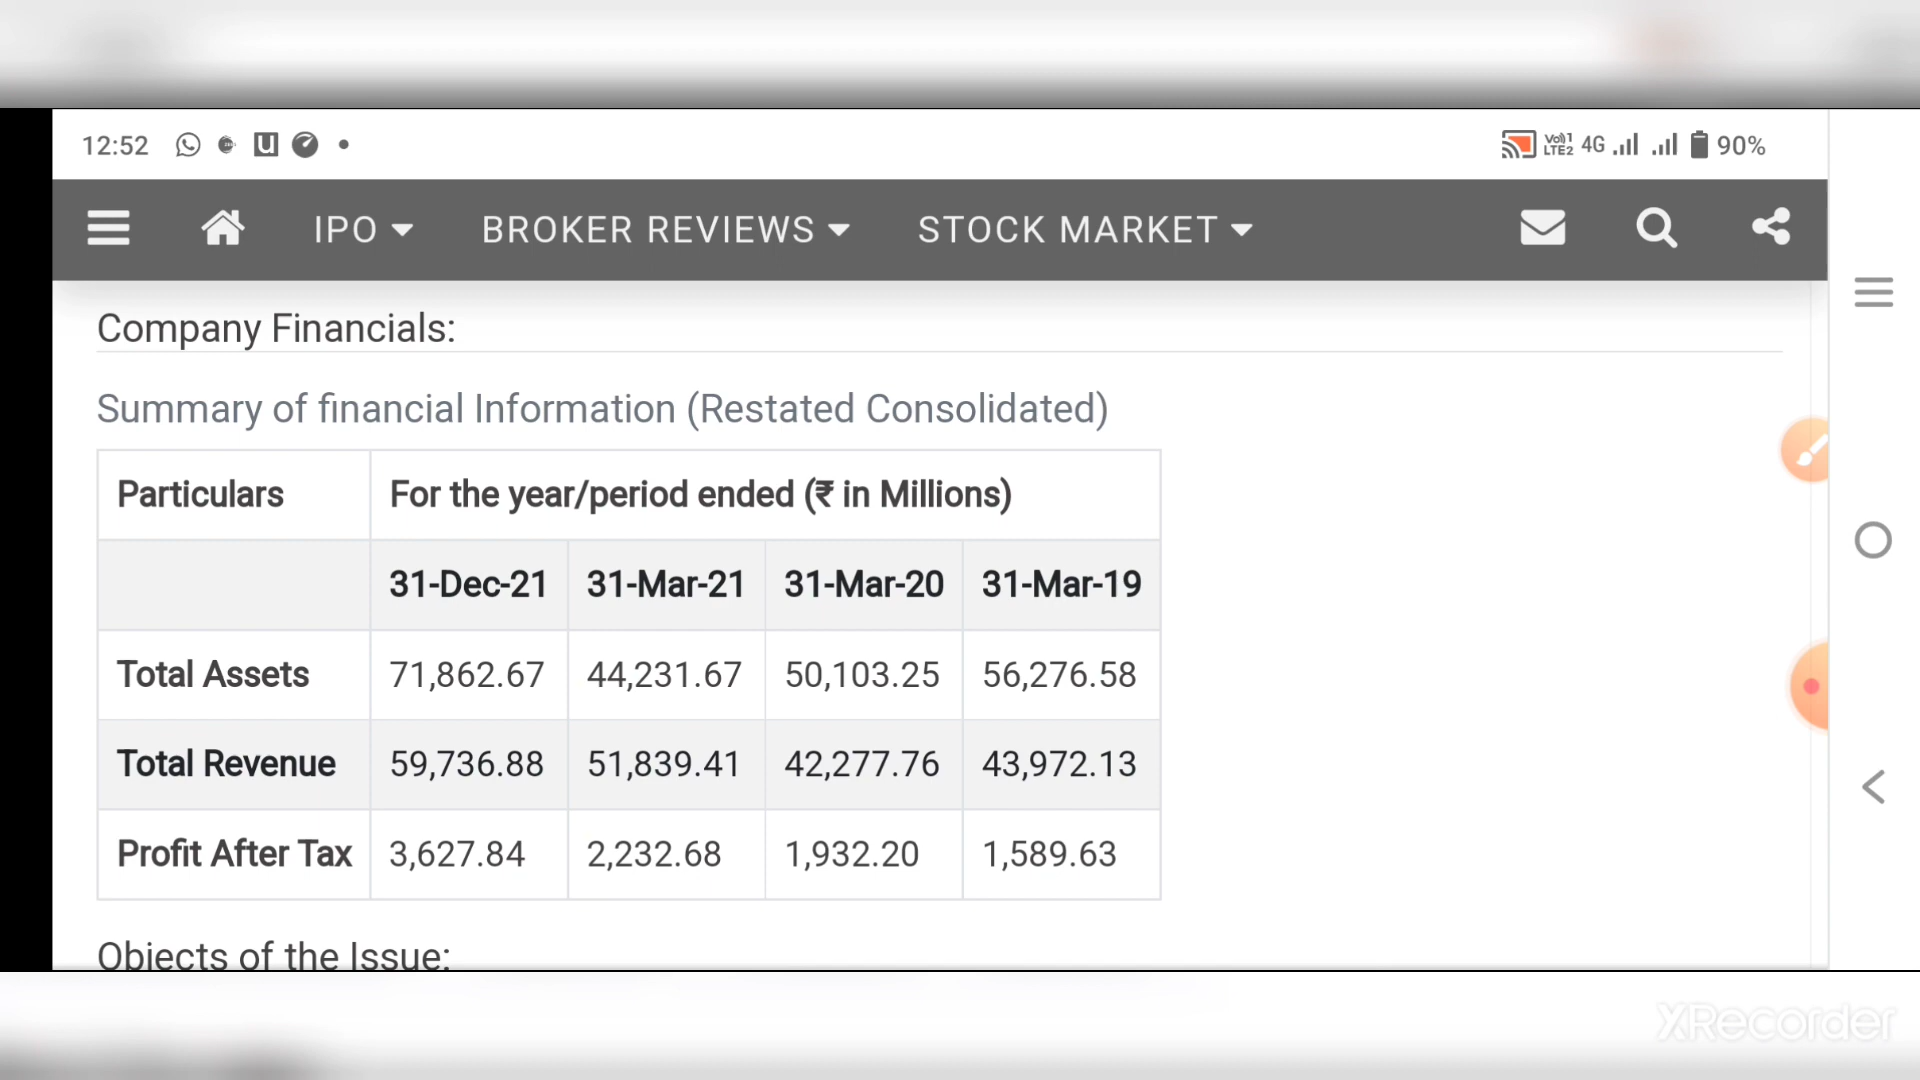 12:52
Vo)) 1 LTE2 4G 90%
IPO BROKER REVIEWS STOCK MARKET
Company Financials:
Summary of financial Information (Restated Consolidated)
Particulars For the year/period ended (₹ in Millions)
31-Dec-21 31-Mar-21 31-Mar-20 31-Mar-19
Total Assets 71,862.67 44,231.67 50,103.25 56,276.58
Total Revenue 59,736.88 51,839.41 42,277.76 43,972.13
Profit After Tax 3,627.84 2,232.68 1,932.20 1,589.63
Objects of the Issue:
XRecorder